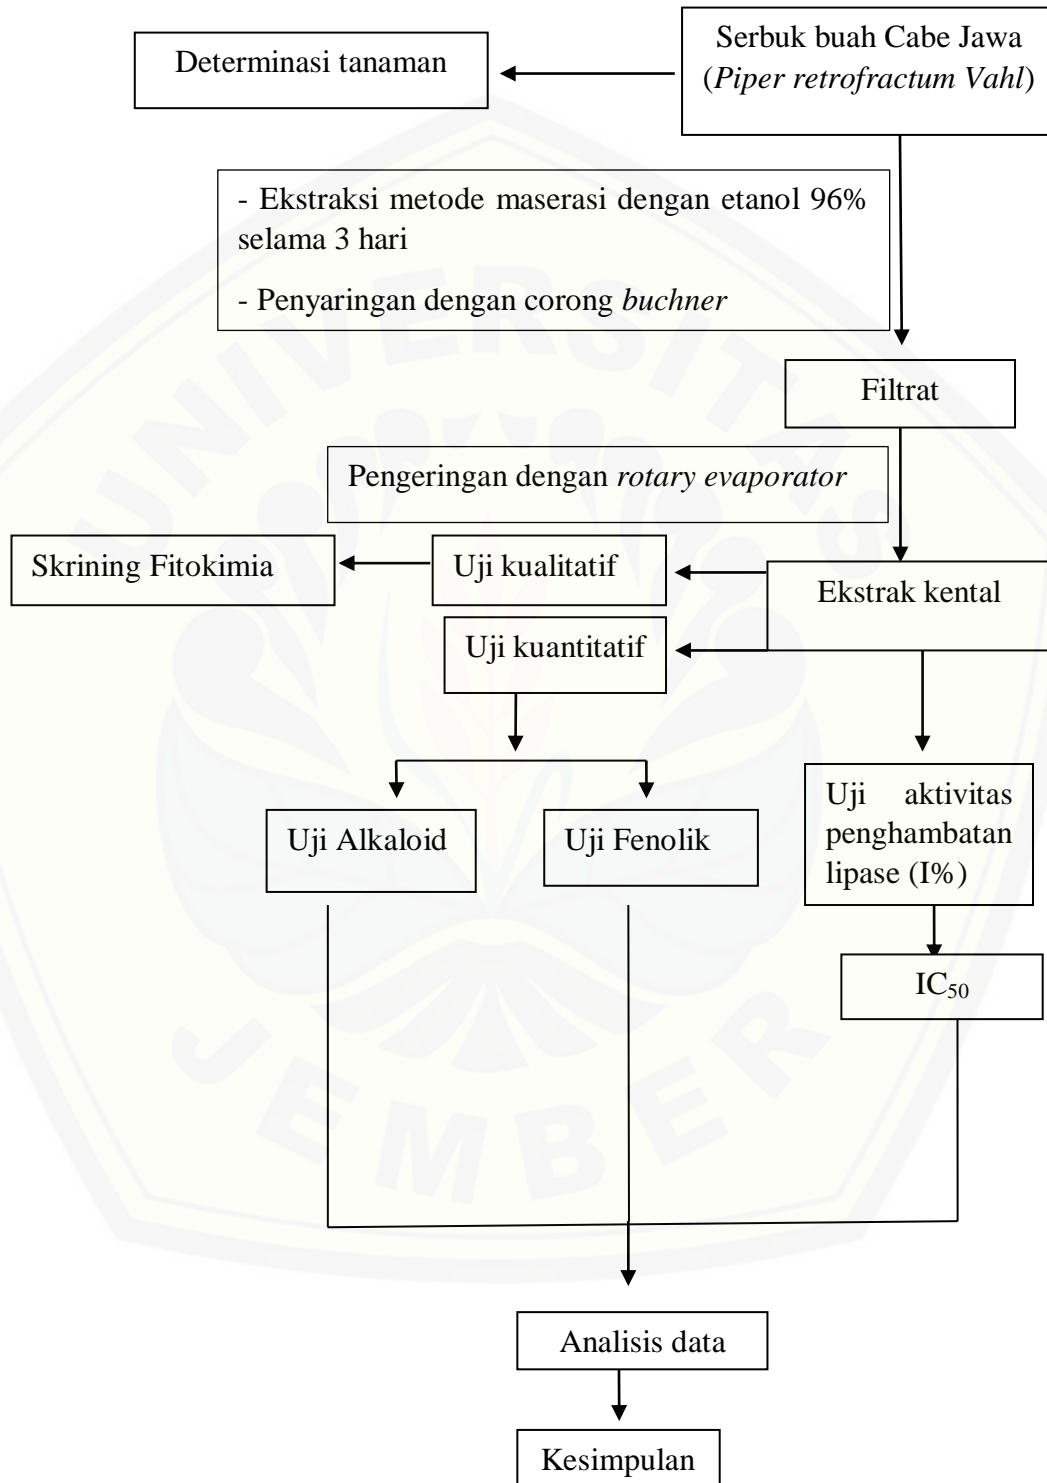 Serbuk buah Cabe Jawa
(Piper retrofractum Vahl)
Determinasi tanaman
- Ekstraksi metode maserasi dengan etanol 96%
selama 3 hari
- Penyaringan dengan corong buchner
Filtrat
Pengeringan dengan rotary evaporator
Skrining Fitokimia
Uji kualitatif
Ekstrak kental
Uji kuantitatif
Uji Alkaloid
Uji Fenolik
Uji aktivitas
penghambatan
lipase (I%)
IC50
Analisis data
Kesimpulan
UNIVERSITAS
JEMBER